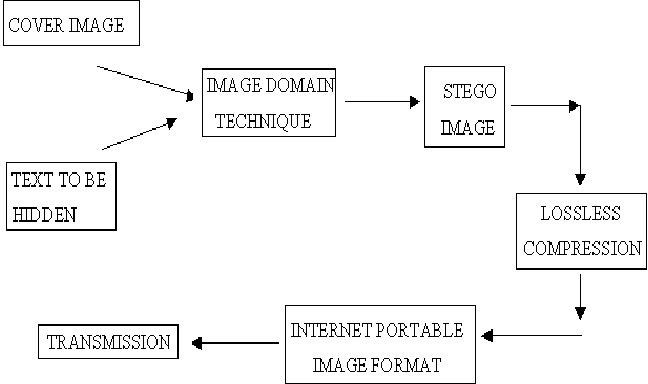 COVER IMAGE
IMAGE DOMAIN
TECHNIQUE
STEGO
IMAGE
TEXT TO BE
HIDDEN
LOSSLESS
COMPRESSION
INTERNET PORTABLE
IMAGE FORMAT
TRANSMISSION